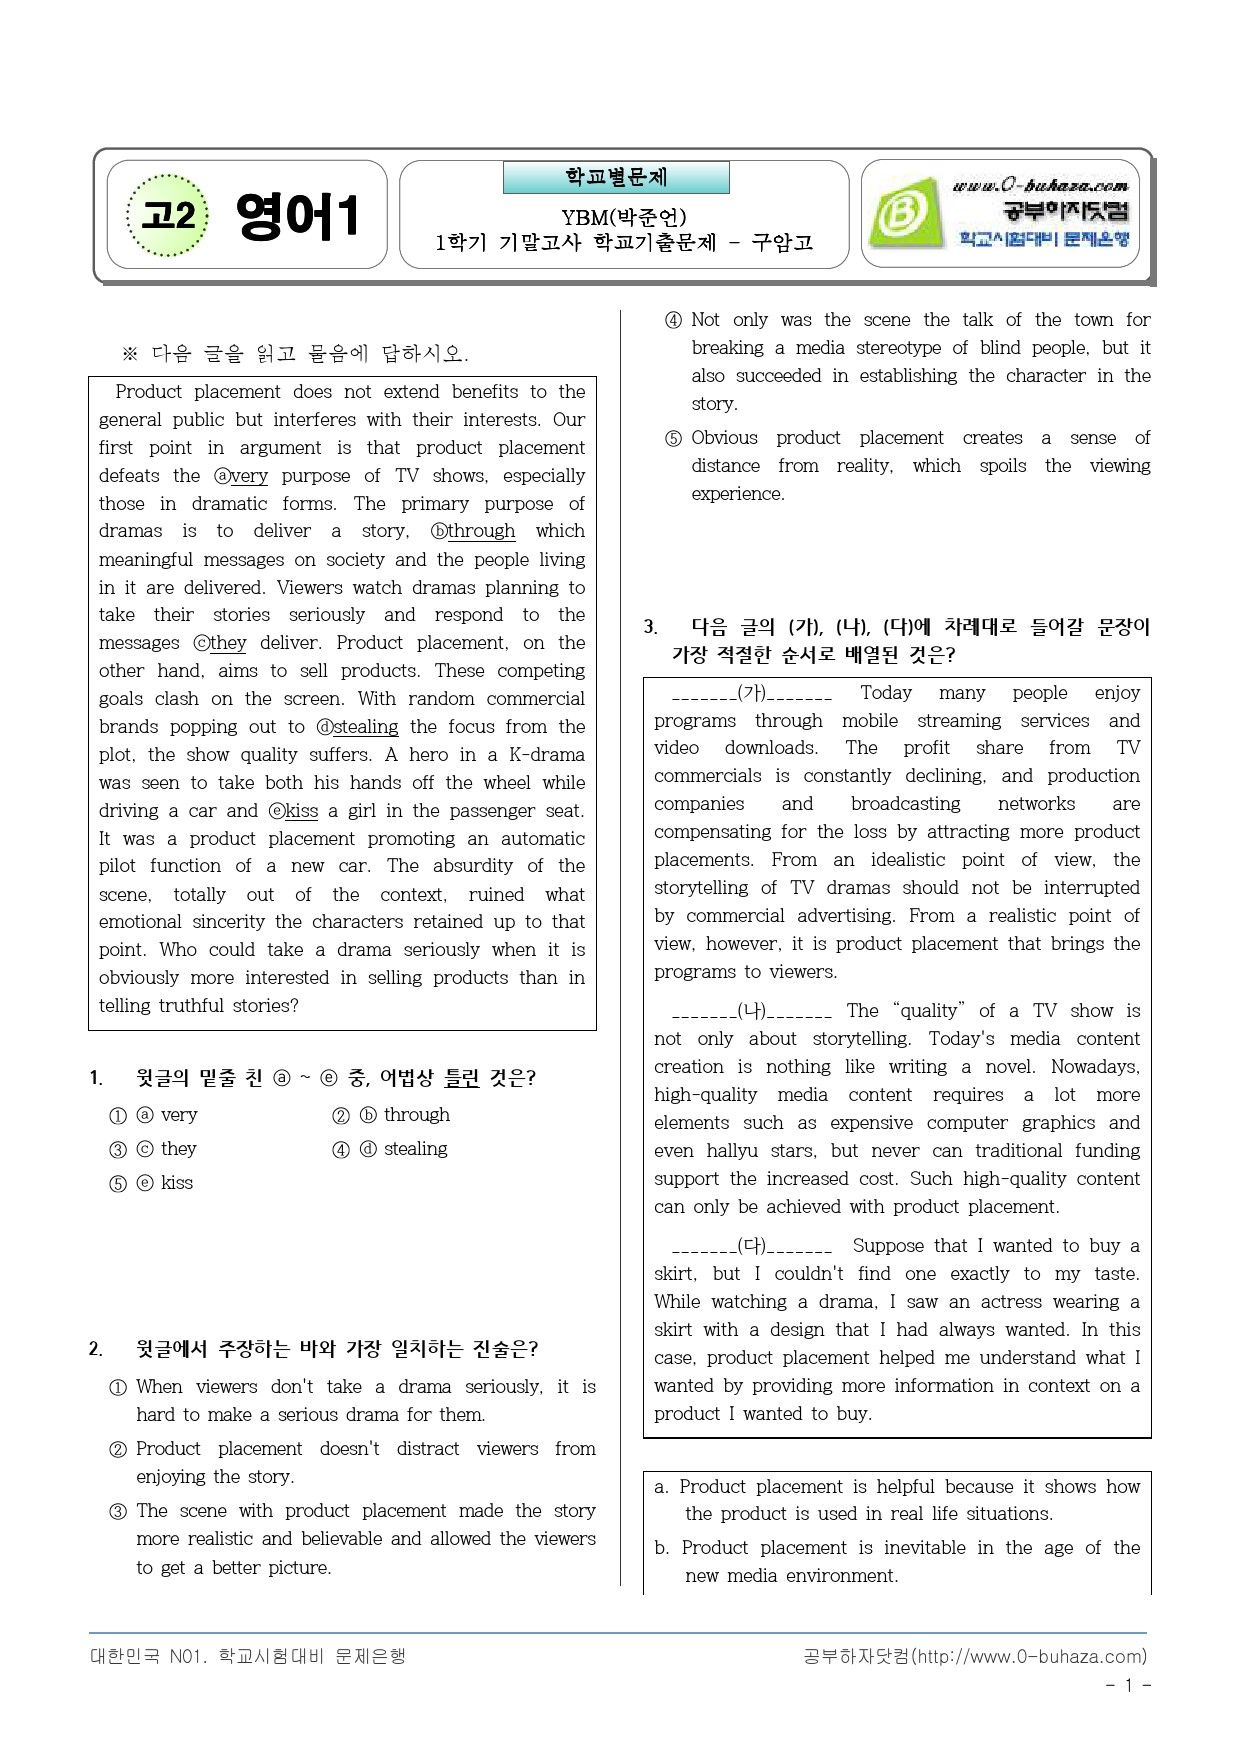 고2
영어1
학교별문제
YBM(박준언)
1학기 기말고사 학교기출문제 - 구암고
www.0-buhaza.com
공부하자닷컴
학교시험대비 문제은행
※ 다음 글을 읽고 물음에 답하시오.
Product placement does not extend benefits to the
general public but interferes with their interests. Our
first point in argument is that product placement
defeats the ⓐvery purpose of TV shows, especially
those in dramatic forms. The primary purpose of
dramas is to deliver a story, ⓑthrough which
meaningful messages on society and the people living
in it are delivered. Viewers watch dramas planning to
take their stories seriously and respond to the
messages ⓒthey deliver. Product placement, on the
other hand, aims to sell products. These competing
goals clash on the screen. With random commercial
brands popping out to ⓓstealing the focus from the
plot, the show quality suffers. A hero in a K-drama
was seen to take both his hands off the wheel while
driving a car and ⓔkiss a girl in the passenger seat.
It was a product placement promoting an automatic
pilot function of a new car. The absurdity of the
scene, totally out of the context, ruined what
emotional sincerity the characters retained up to that
point. Who could take a drama seriously when it is
obviously more interested in selling products than in
telling truthful stories?
1. 윗글의 밑줄 친 ⓐ ~ ⓔ 중, 어법상 틀린 것은?
① ⓐ very ② ⓑ through
③ ⓒ they ④ ⓓ stealing
⑤ ⓔ kiss
2. 윗글에서 주장하는 바와 가장 일치하는 진술은?
① When viewers don't take a drama seriously, it is
hard to make a serious drama for them.
② Product placement doesn't distract viewers from
enjoying the story.
③ The scene with product placement made the story
more realistic and believable and allowed the viewers
to get a better picture.
④ Not only was the scene the talk of the town for
breaking a media stereotype of blind people, but it
also succeeded in establishing the character in the
story.
⑤ Obvious product placement creates a sense of
distance from reality, which spoils the viewing
experience.
3. 다음 글의 (가), (나), (다)에 차례대로 들어갈 문장이
가장 적절한 순서로 배열된 것은?
_______(가)_______ Today many people enjoy
programs through mobile streaming services and
video downloads. The profit share from TV
commercials is constantly declining, and production
companies and broadcasting networks are
compensating for the loss by attracting more product
placements. From an idealistic point of view, the
storytelling of TV dramas should not be interrupted
by commercial advertising. From a realistic point of
view, however, it is product placement that brings the
programs to viewers.
_______(나)_______ The “quality” of a TV show is
not only about storytelling. Today's media content
creation is nothing like writing a novel. Nowadays,
high-quality media content requires a lot more
elements such as expensive computer graphics and
even hallyu stars, but never can traditional funding
support the increased cost. Such high-quality content
can only be achieved with product placement.
_______(다)_______ Suppose that I wanted to buy a
skirt, but I couldn't find one exactly to my taste.
While watching a drama, I saw an actress wearing a
skirt with a design that I had always wanted. In this
case, product placement helped me understand what I
wanted by providing more information in context on a
product I wanted to buy.
a. Product placement is helpful because it shows how
the product is used in real life situations.
b. Product placement is inevitable in the age of the
new media environment.
대한민국 N01. 학교시험대비 문제은행
공부하자닷컴(http://www.0-buhaza.com)
- 1 -